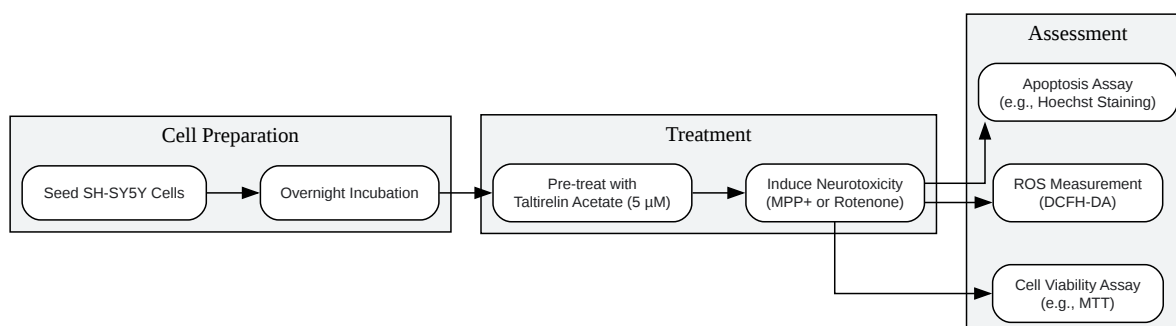 Cell Preparation
Seed SH-SY5Y Cells
Overnight Incubation
Treatment
Pre-treat with
Taltirelin Acetate (5 µM)
Induce Neurotoxicity
(MPP+ or Rotenone)
Assessment
Apoptosis Assay
(e.g., Hoechst Staining)
ROS Measurement
(DCFH-DA)
Cell Viability Assay
(e.g., MTT)